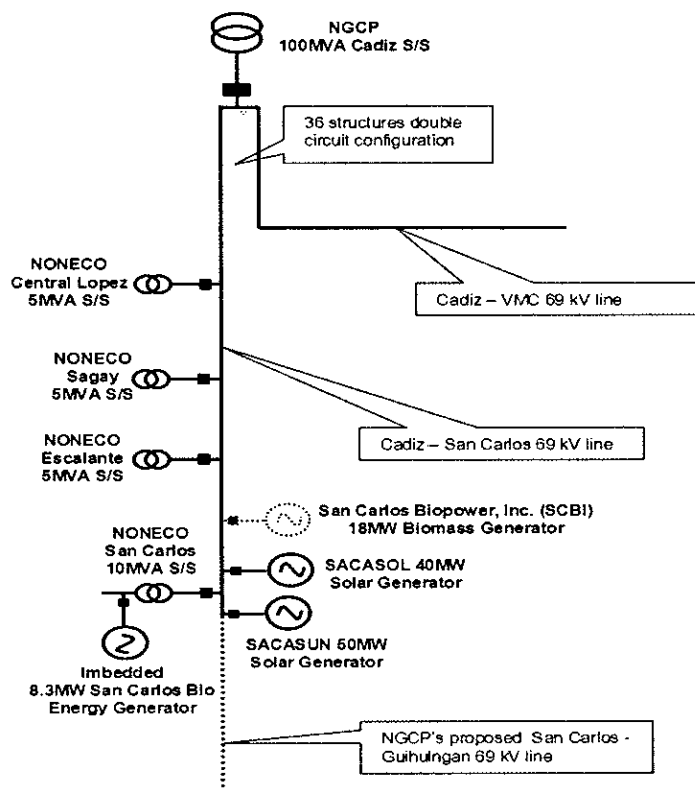 NGCP
100MVA Cadiz S/S
36 structures double
circuit configuration
NONECO
Central Lopez
5MVA S/S
Cadiz – VMC 69 kV line
NONECO
Sagay
5MVA S/S
Cadiz – San Carlos 69 kV line
NONECO
Escalante
5MVA S/S
San Carlos Biopower, Inc. (SCBI)
18MW Biomass Generator
NONECO
San Carlos
10MVA S/S
SACASOL 40MW
Solar Generator
SACASUN 50MW
Solar Generator
Imbedded
8.3MW San Carlos Bio
Energy Generator
NGCP's proposed San Carlos -
Guihulngan 69 kV line